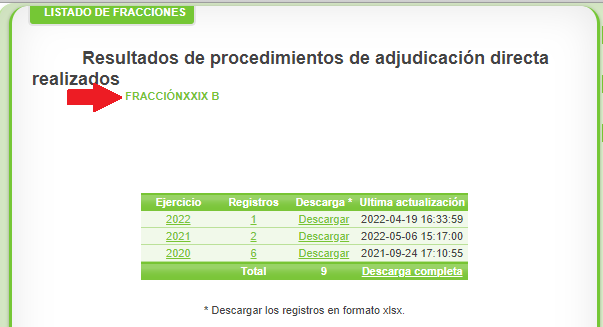 LISTADO DE FRACCIONES
Resultados de procedimientos de adjudicación directa
realizados
FRACCIÓNXXIX B
Ejercicio Registros Descarga * Ultima actualización
2022 1 Descargar 2022-04-19 16:33:59
2021 2 Descargar 2022-05-06 15:17:00
2020 6 Descargar 2021-09-24 17:10:55
Total 9 Descarga completa
* Descargar los registros en formato xlsx.